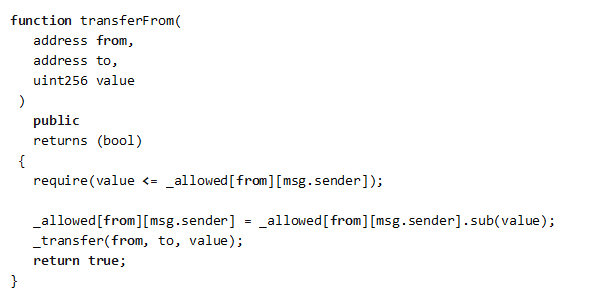 function transferFrom(
address from,
address to,
uint256 value
)
public
returns (bool)
{
require(value <= _allowed[from][msg.sender]);
_allowed[from][msg.sender] = _allowed[from][msg.sender].sub(value);
_transfer(from, to, value);
return true;
}